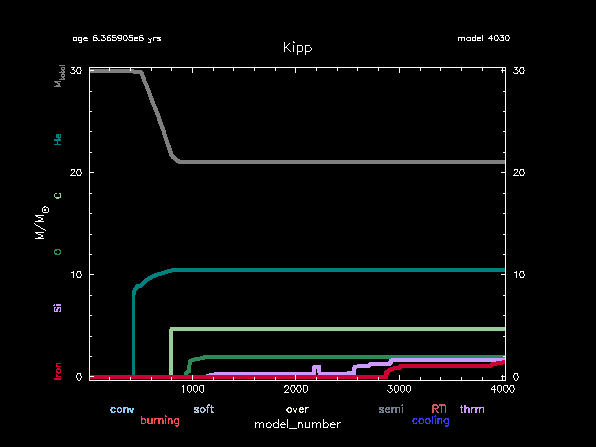 age 6.365905e6 yrs
model 4030
Kipp
M_total
He
C
O
Si
Iron
M/M⊙
30
20
10
0
30
20
10
0
1000
2000
3000
4000
conv
soft
over
semi
RTI
thrm
burning
cooling
model_number